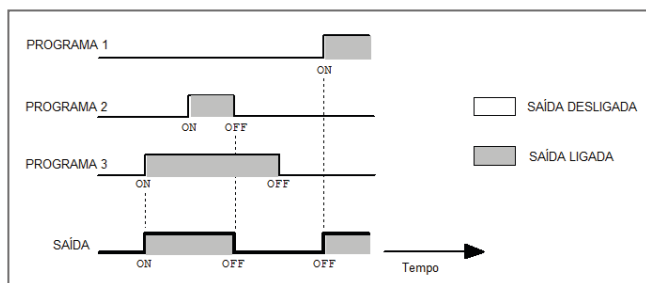 PROGRAMA 1
ON
PROGRAMA 2
ON OFF
SAÍDA DESLIGADA
PROGRAMA 3
ON OFF
SAÍDA LIGADA
SAÍDA
ON OFF OFF
Tempo